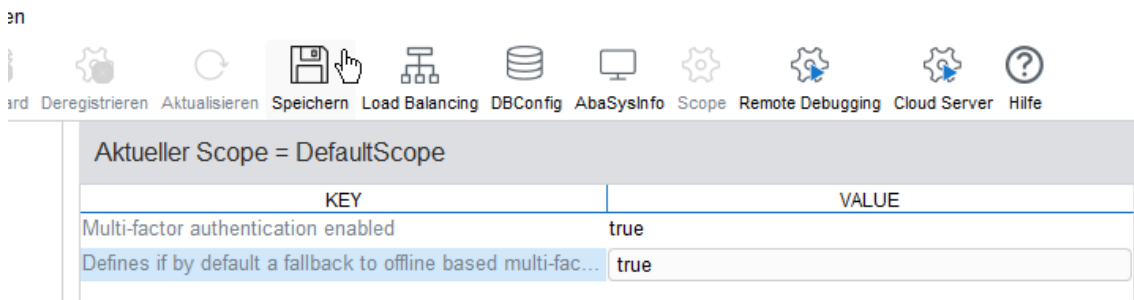 en
ard Deregistrieren Aktualisieren Speichern Load Balancing DBConfig AbaSysInfo Scope Remote Debugging Cloud Server Hilfe
Aktueller Scope = DefaultScope
KEY VALUE
Multi-factor authentication enabled true
Defines if by default a fallback to offline based multi-fac... true